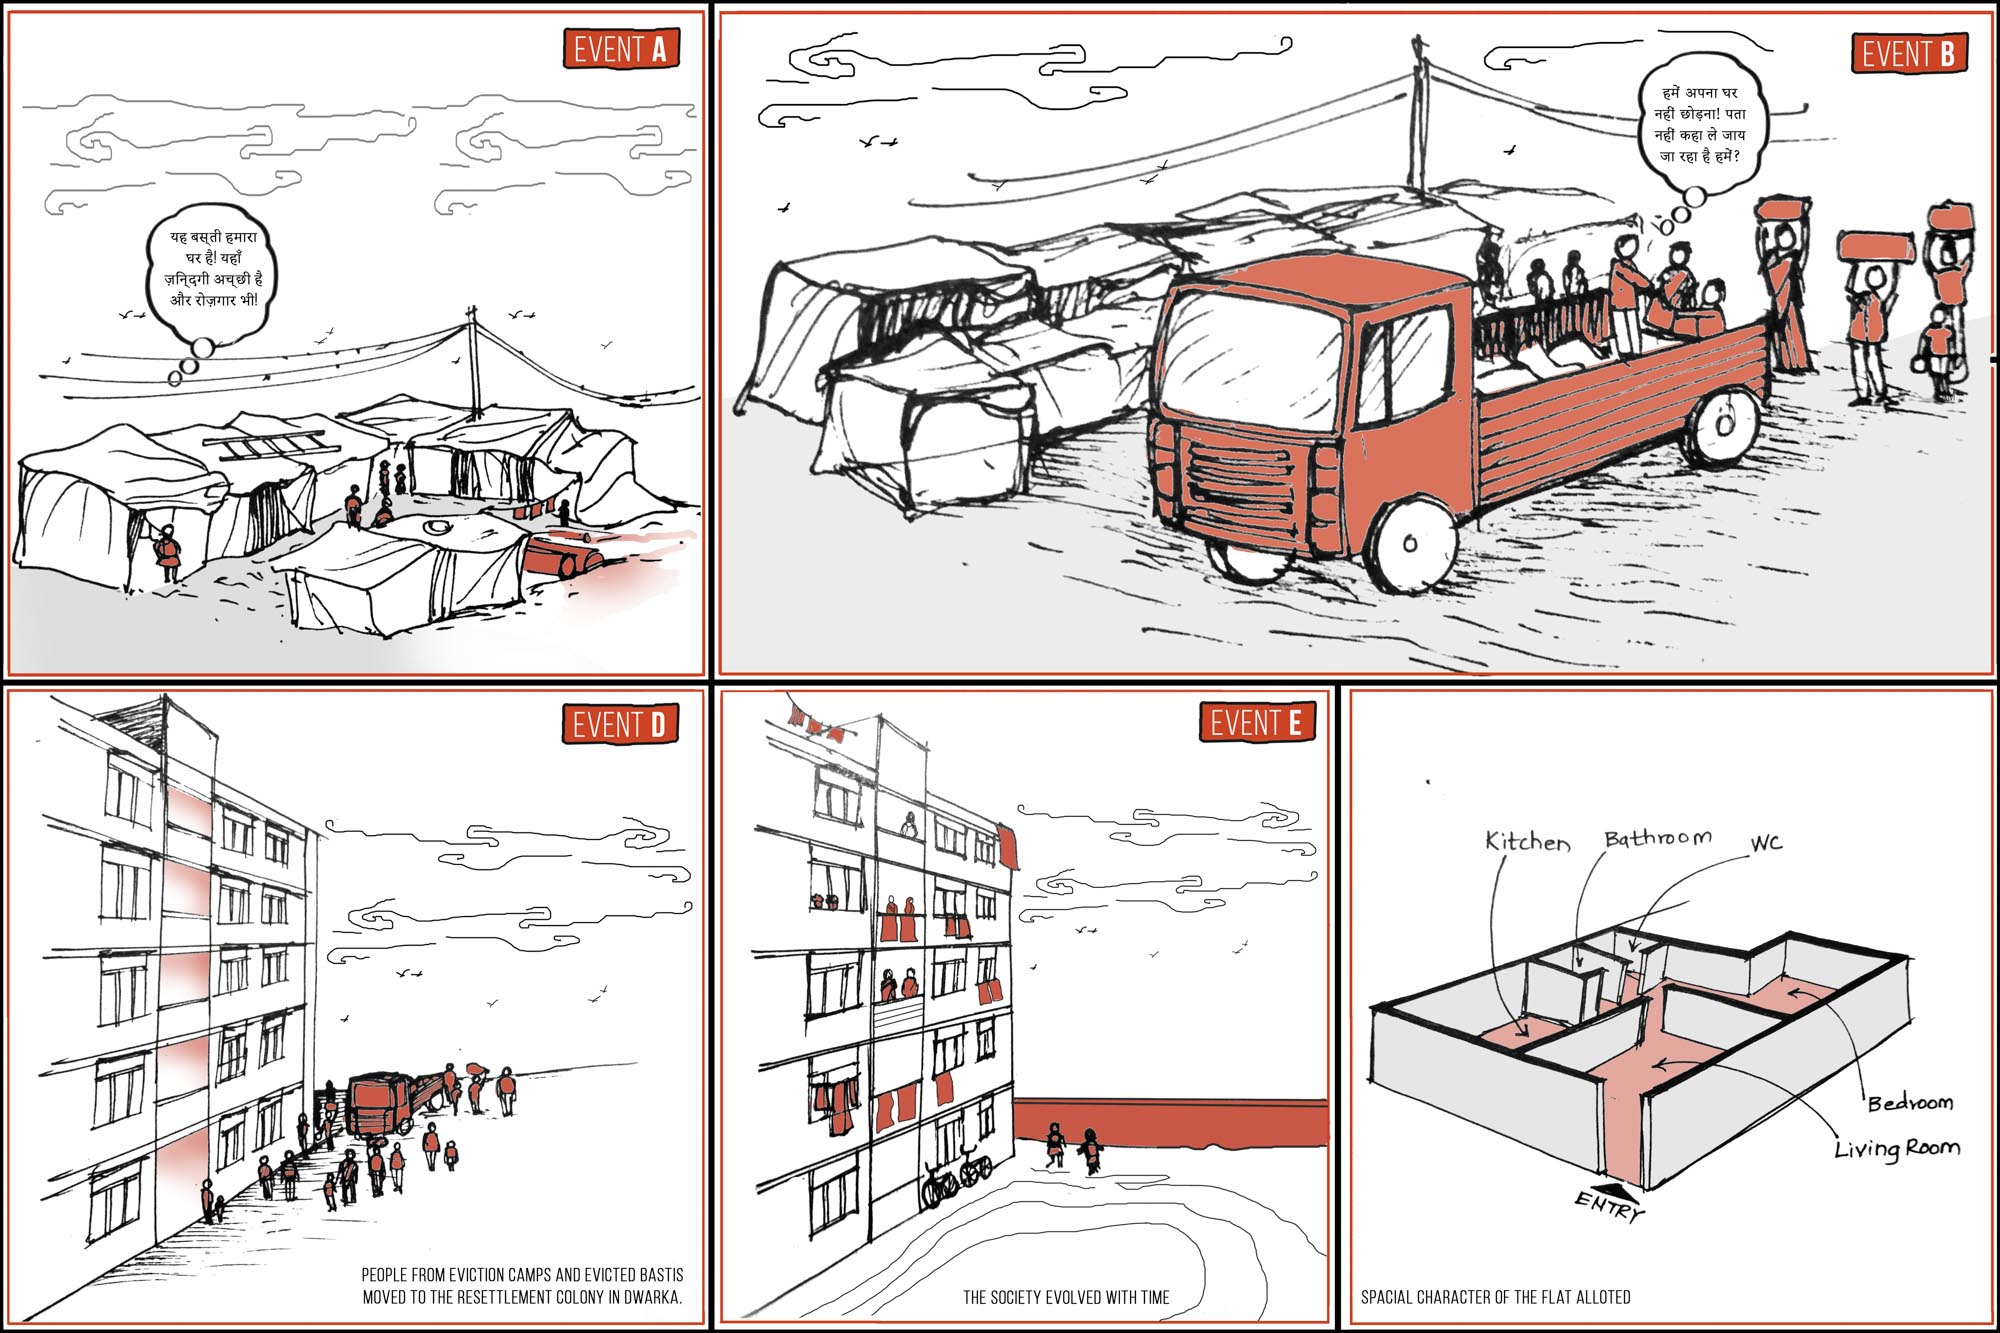 EVENT A
यह बस्ती हमारा
घर है! यहाँ
ज़िन्दगी अच्छी है
और रोज़गार भी!
EVENT B
हमें अपना घर
नहीं छोड़ना! पता
नहीं कहा ले जाय
जा रहा है हमें?
EVENT D
PEOPLE FROM EVICTION CAMPS AND EVICTED BASTIS
MOVED TO THE RESETTLEMENT COLONY IN DWARKA.
EVENT E
THE SOCIETY EVOLVED WITH TIME
Kitchen
Bathroom
WC
Bedroom
Living Room
ENTRY
SPACIAL CHARACTER OF THE FLAT ALLOTED